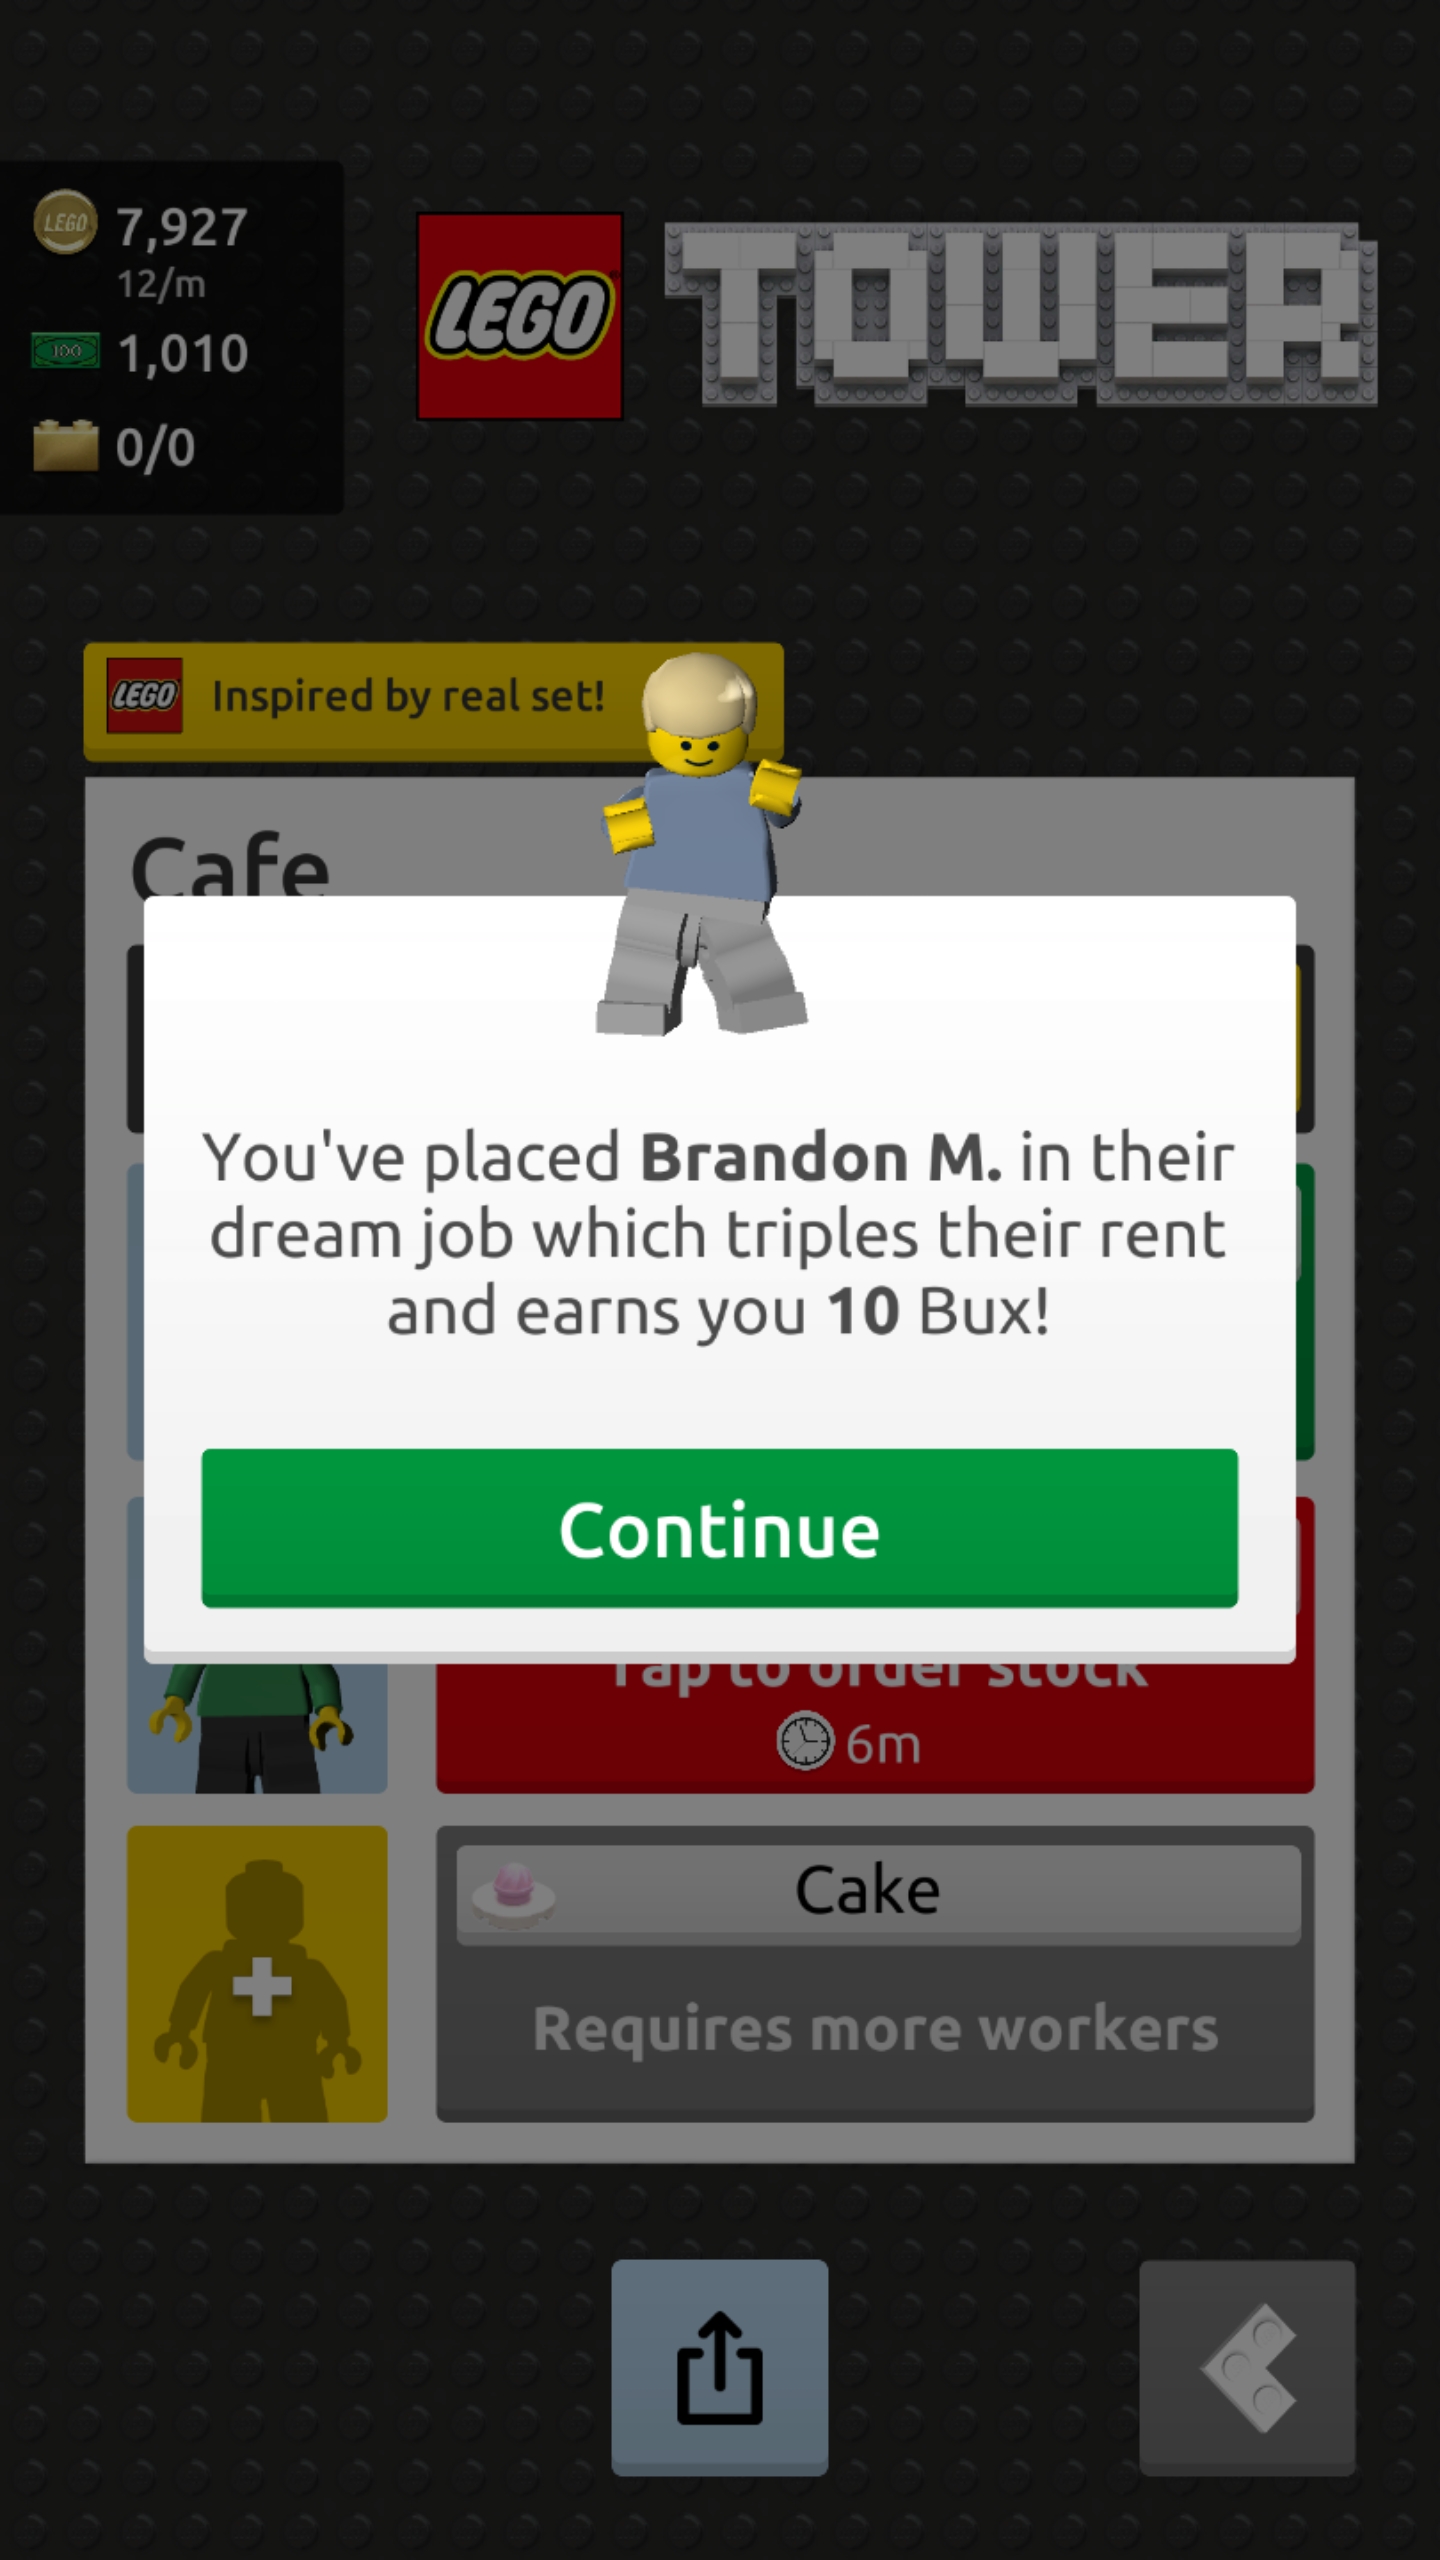 LEGO
7,927
12/m
100
1,010
0/0
LEGO
TOWER
LEGO
Inspired by real set!
Cafe
You've placed Brandon M. in their
dream job which triples their rent
and earns you 10 Bux!
Continue
Tap to order stock
6m
Cake
Requires more workers